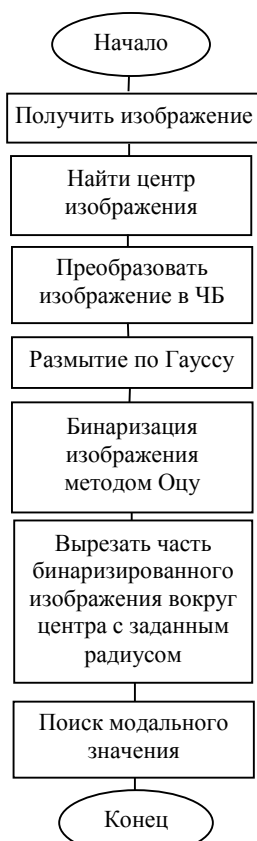 Начало
Получить изображение
Найти центр
изображения
Преобразовать
изображение в ЧБ
Размытие по Гауссу
Бинаризация
изображения
методом Оцу
Вырезать часть
бинаризированного
изображения вокруг
центра с заданным
радиусом
Поиск модального
значения
Конец